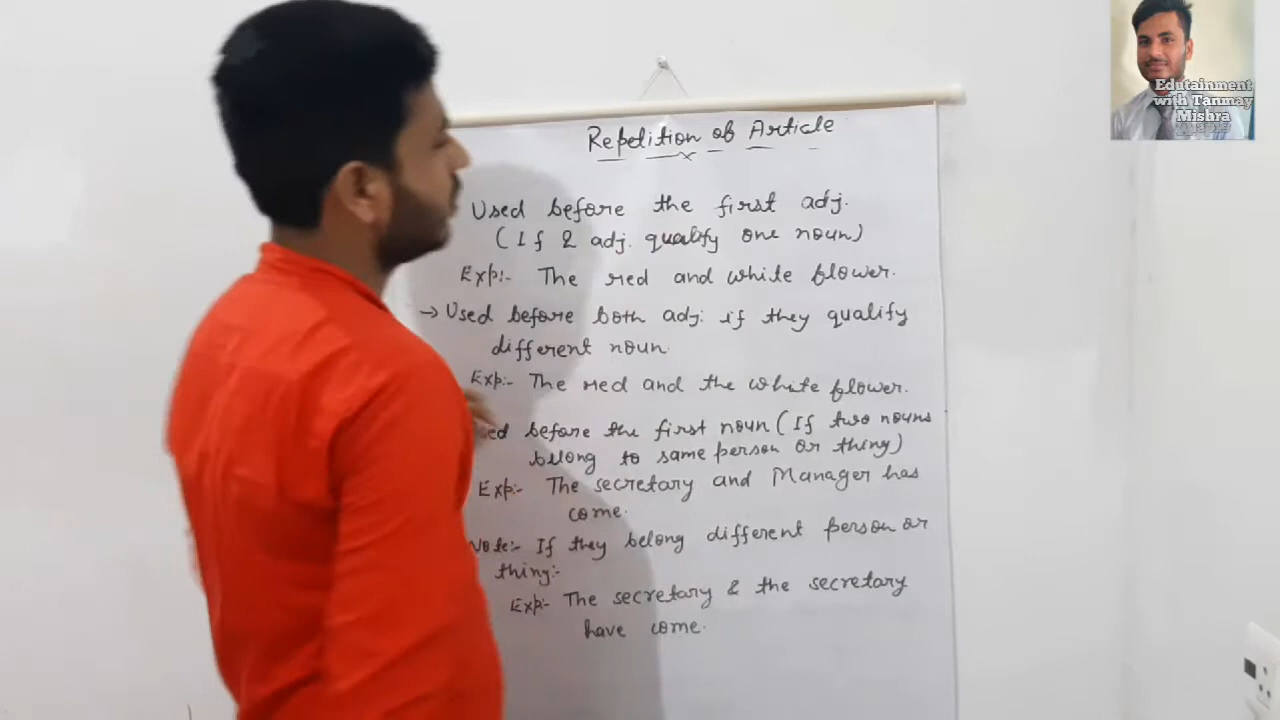 Repetition of Article
Used before the first adj.
(If 2 adj. qualify one noun)
Exp:- The red and white flower.
→ Used before both adj. if they qualify
different noun.
Exp:- The red and the white flower.
ed before the first noun (If two nouns
belong to same person or thing)
Exp:- The secretary and Manager has
come.
Note:- If they belong different person or
thing:-
Exp:- The secretary & the secretary
have come.
Edutainment
with Tanmay
Mishra